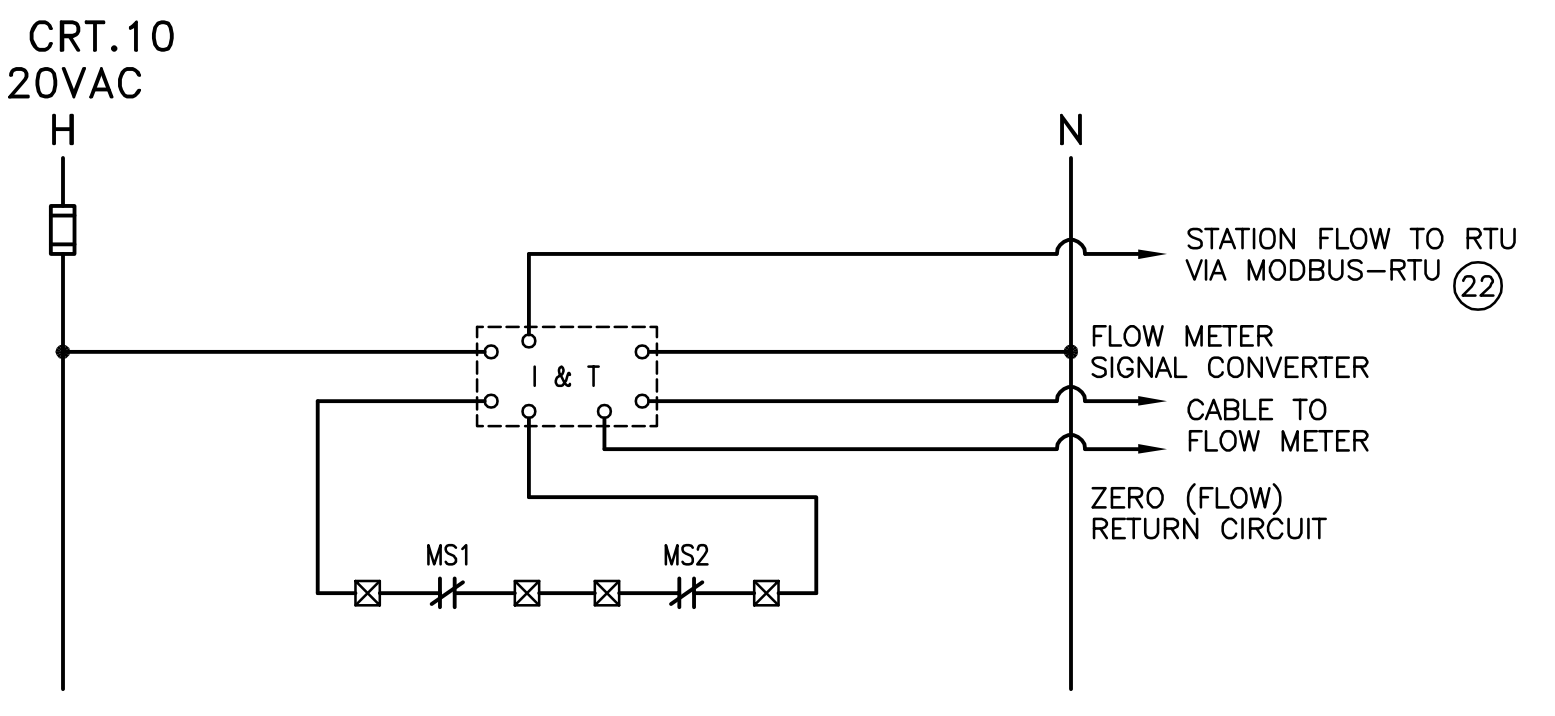 CRT.10
20VAC
H
N
STATION FLOW TO RTU
VIA MODBUS-RTU 22
FLOW METER
SIGNAL CONVERTER
I & T
CABLE TO
FLOW METER
ZERO (FLOW)
RETURN CIRCUIT
MS1
MS2